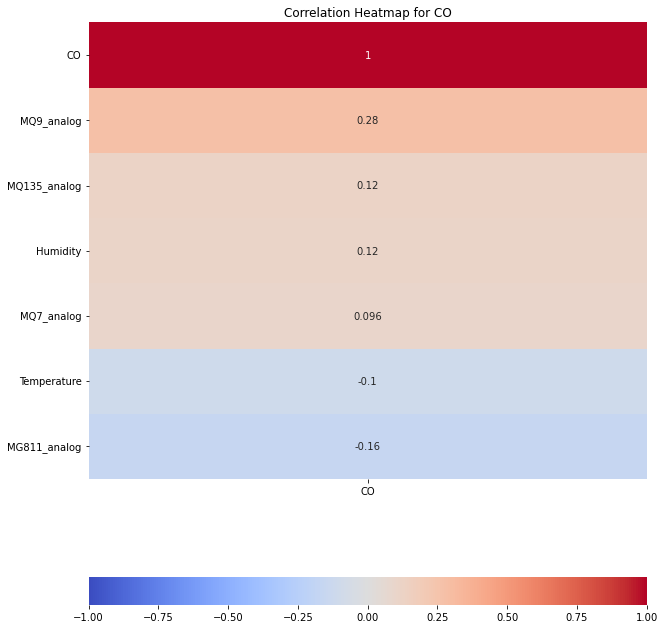 Correlation Heatmap for CO
CO 1
MQ9_analog 0.28
MQ135_analog 0.12
Humidity 0.12
MQ7_analog 0.096
Temperature -0.1
MG811_analog -0.16
CO
−1.00 −0.75 −0.50 −0.25 0.00 0.25 0.50 0.75 1.00